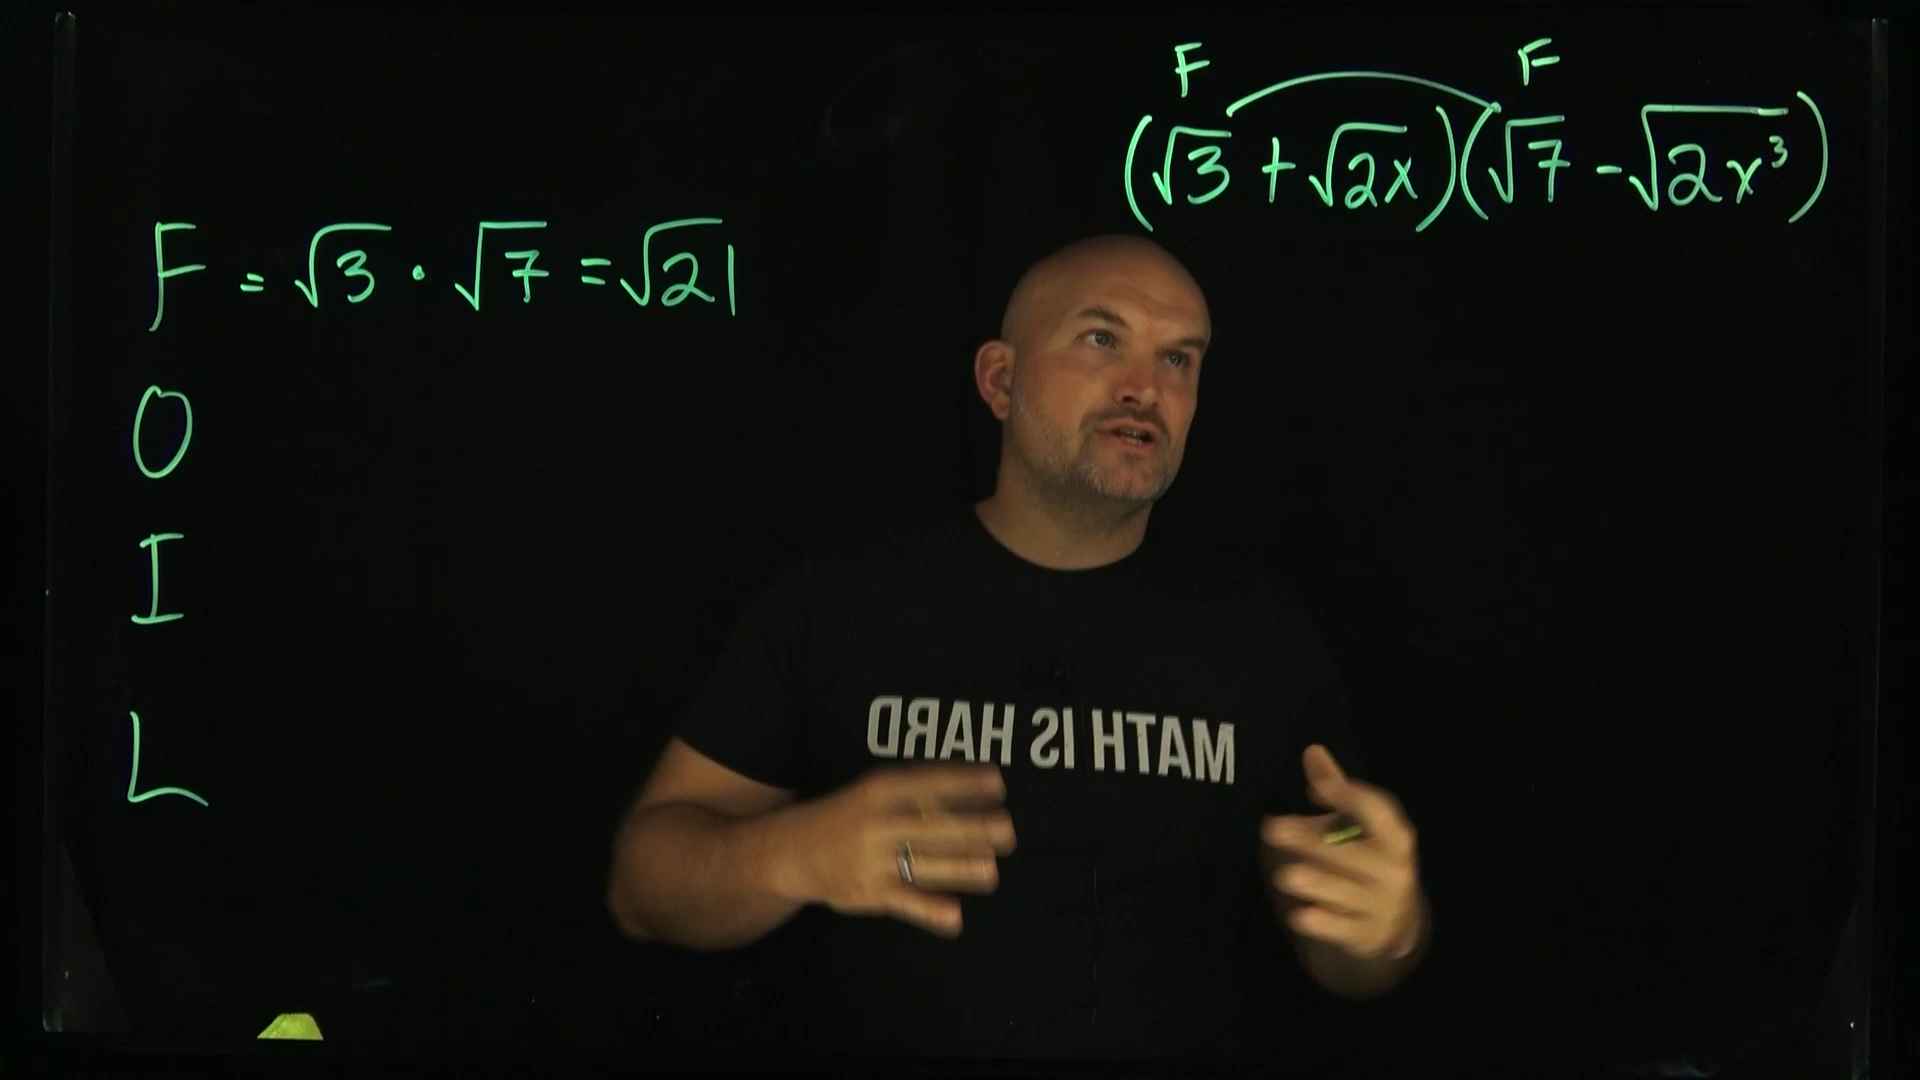 F F
(√3 + √2x)(√7 - √2x³)
F = √3 · √7 = √21
O
I
L
MATH IS HARD